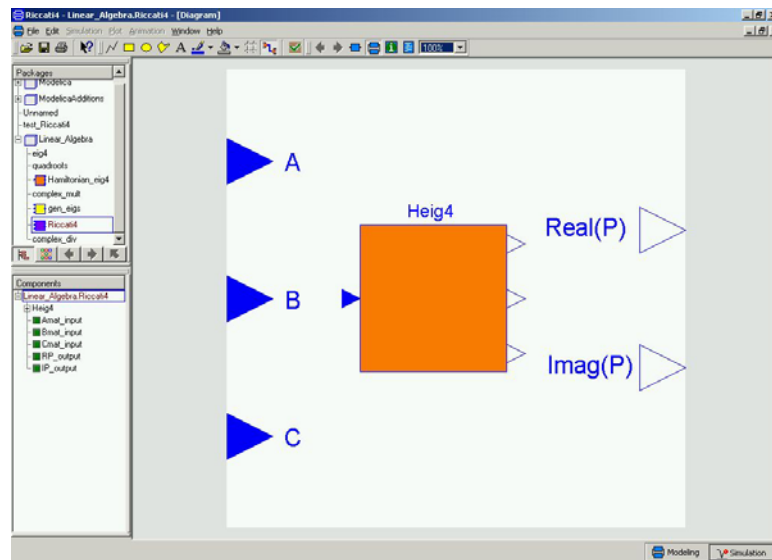 Riccati4 - Linear_Algebra.Riccati4 - [Diagram]
File Edit Simulation Plot Animation Window Help
A 100%
Packages
Modelica
ModelicaAdditions
Unnamed
test_Riccati4
Linear_Algebra
eig4
quadroots
Hamiltonian_eig4
complex_mult
gen_eigs
Riccati4
complex_div
Components
Linear_Algebra.Riccati4
Heig4
Amat_input
Bmat_input
Cmat_input
RP_output
IP_output
A
B
C
Heig4
Real(P)
Imag(P)
Modeling Simulation